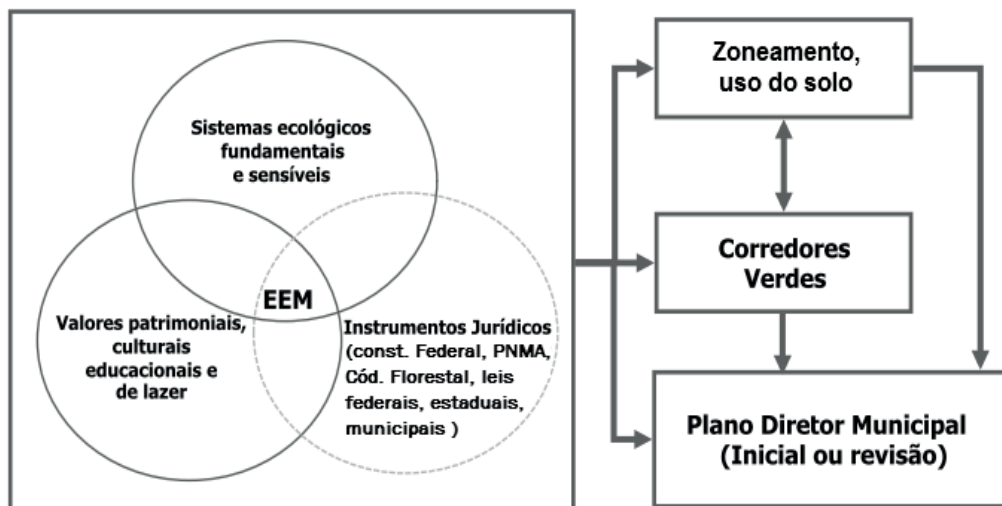 Sistemas ecológicos
fundamentais
e sensíveis
EEM
Valores patrimoniais,
culturais
educacionais e
de lazer
Instrumentos Jurídicos
(const. Federal, PNMA,
Cód. Florestal, leis
federais, estaduais,
municipais )
Zoneamento,
uso do solo
Corredores
Verdes
Plano Diretor Municipal
(Inicial ou revisão)